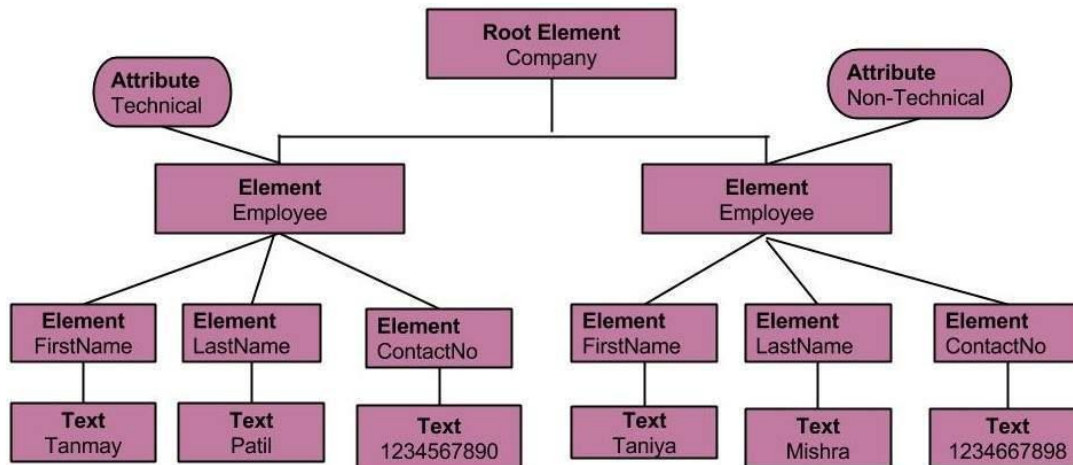 Root Element
Company
Attribute
Technical
Attribute
Non-Technical
Element
Employee
Element
Employee
Element
FirstName
Element
LastName
Element
ContactNo
Element
FirstName
Element
LastName
Element
ContactNo
Text
Tanmay
Text
Patil
Text
1234567890
Text
Taniya
Text
Mishra
Text
1234667898